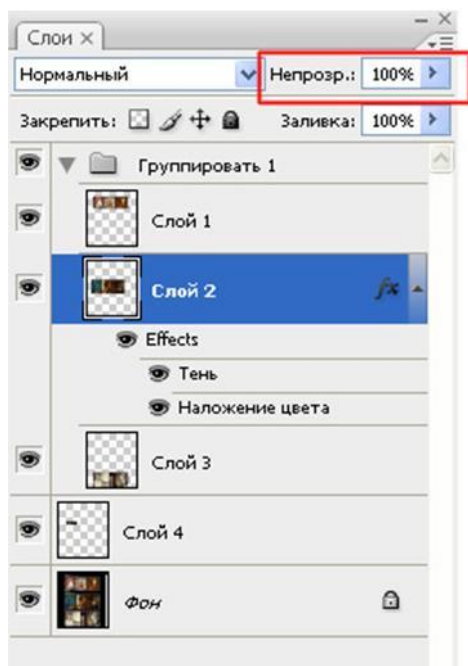 Слои ×
Нормальный Непрозр.: 100%
Закрепить: Заливка: 100%
Группировать 1
Слой 1
Слой 2 fx
Effects
Тень
Наложение цвета
Слой 3
Слой 4
Фон